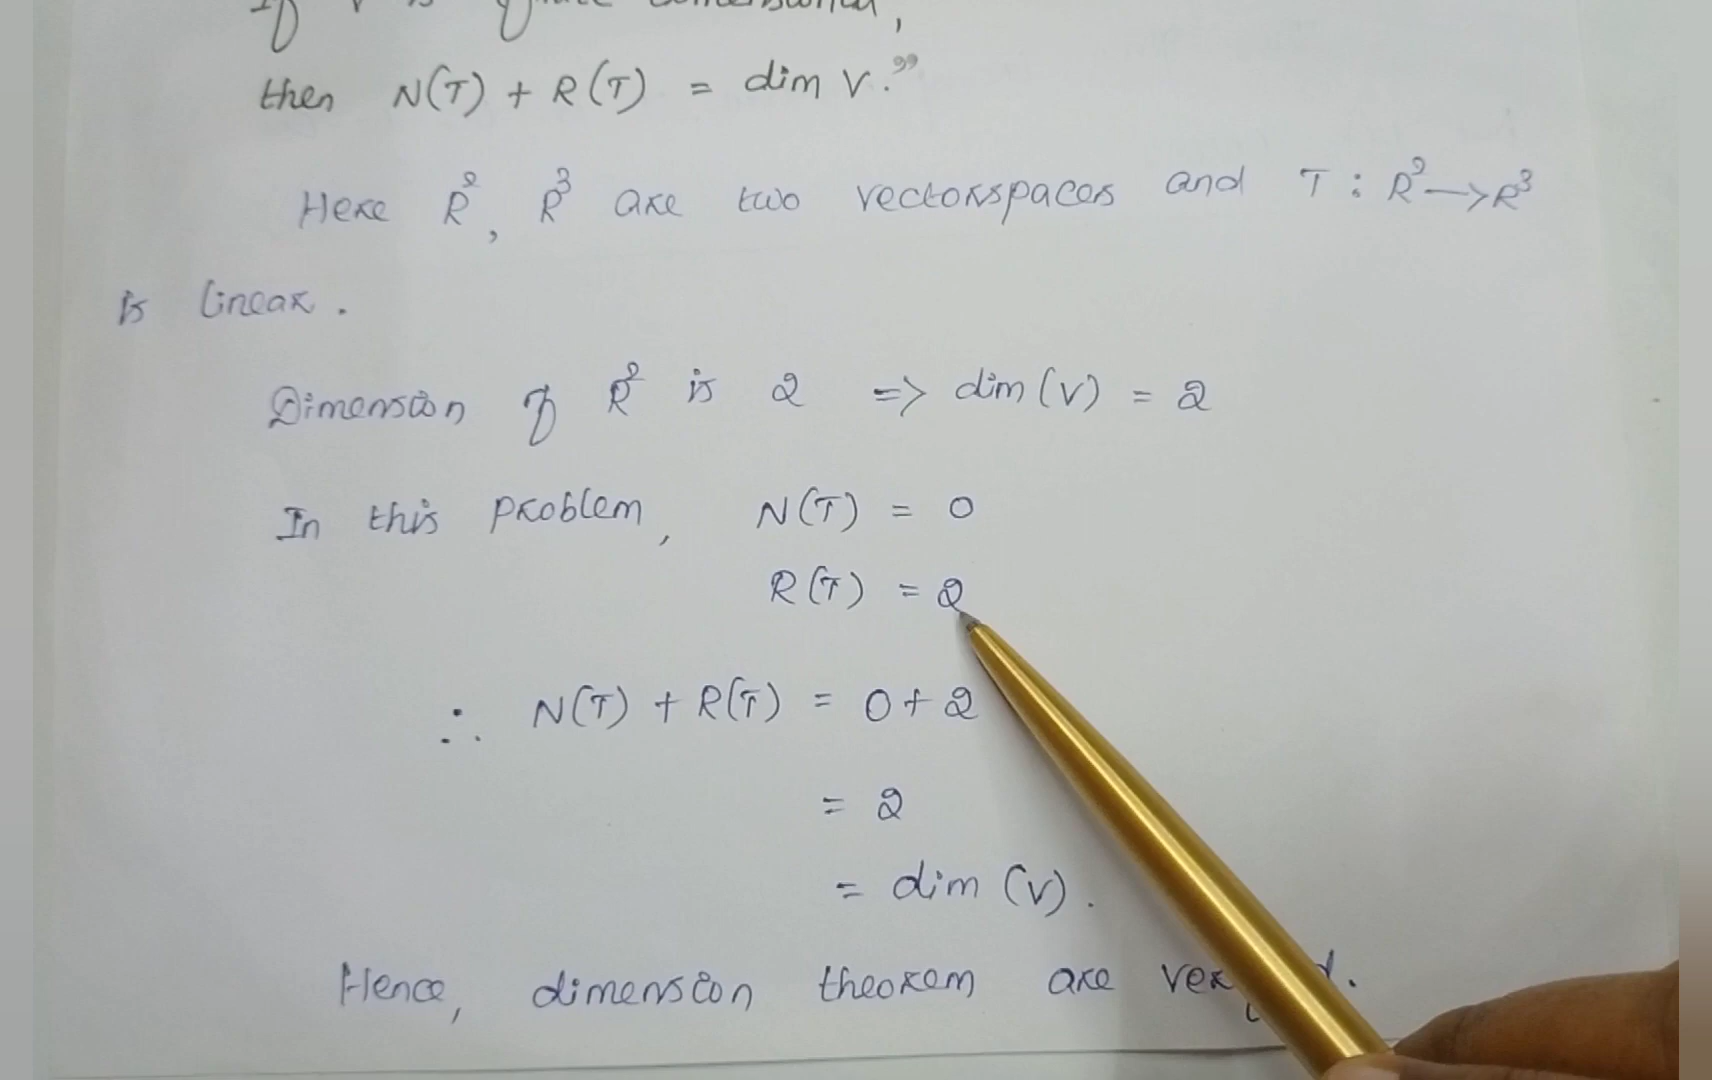 then N(T) + R(T) = dim V.”
Here R², R³ are two vectorspaces and T : R² → R³
is linear.
Dimension of R² is 2 => dim (V) = 2
In this problem, N(T) = 0
R(T) = 2
∴ N(T) + R(T) = 0 + 2
= 2
= dim (V).
Hence, dimension theorem are